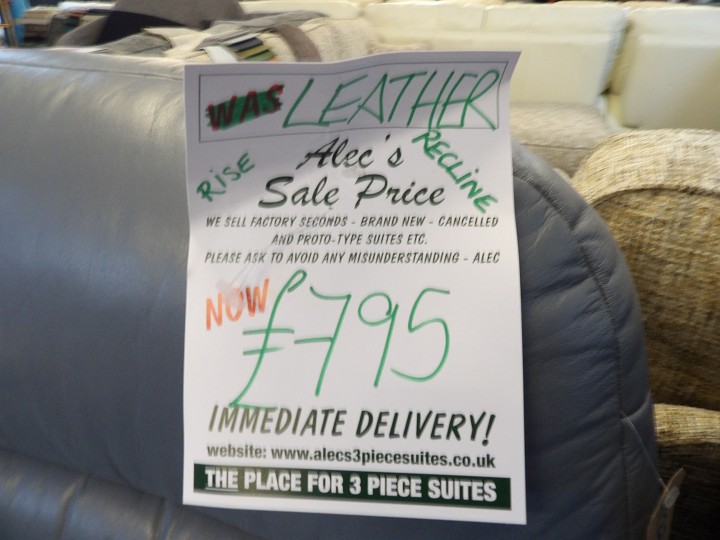 WAS LEATHER
RISE Alec's RECLINE
Sale Price
WE SELL FACTORY SECONDS - BRAND NEW - CANCELLED
AND PROTO-TYPE SUITES ETC.
PLEASE ASK TO AVOID ANY MISUNDERSTANDING - ALEC
NOW £795
IMMEDIATE DELIVERY!
website: www.alecs3piecesuites.co.uk
THE PLACE FOR 3 PIECE SUITES